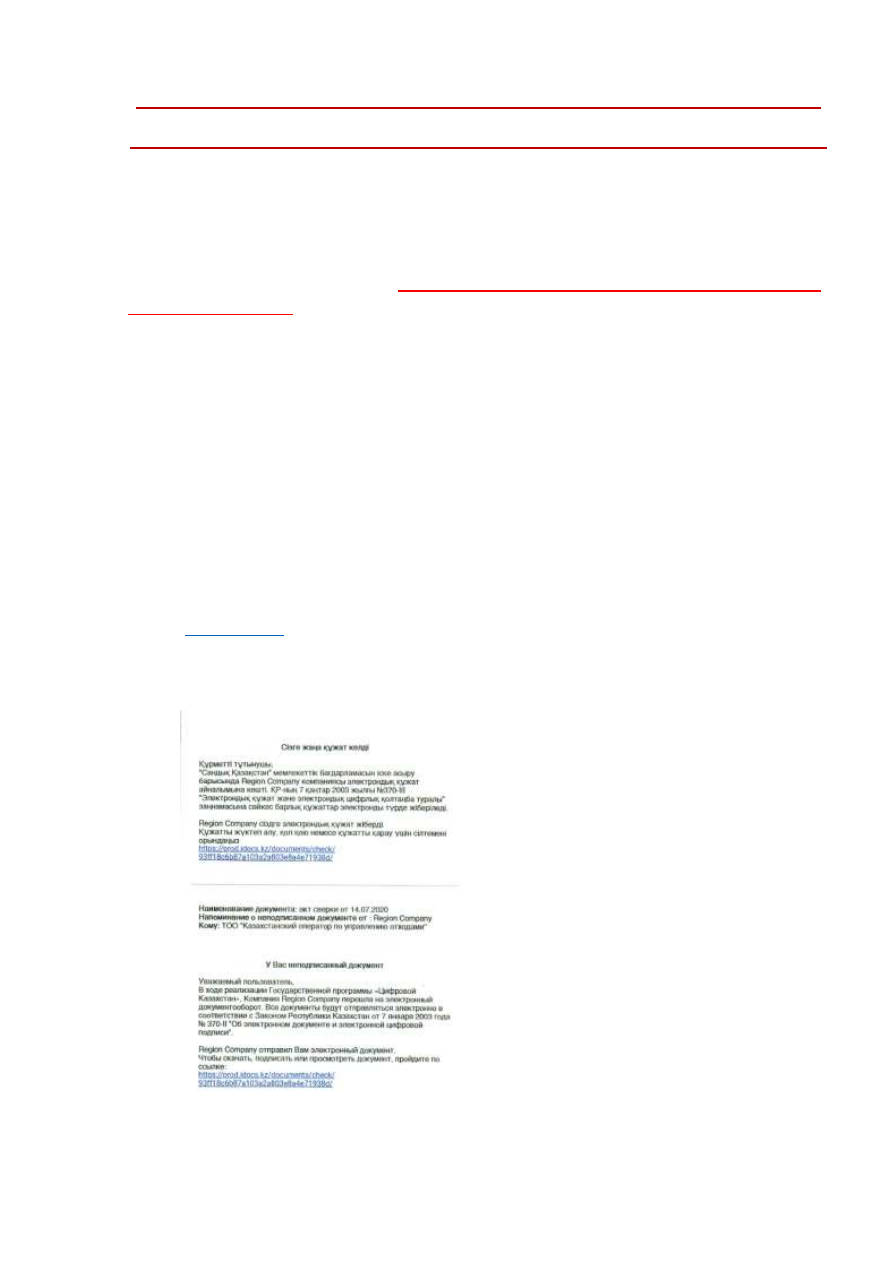 Сізге жаңа құжат келді
Құрметті тұтынушы,
"Сандық Қазақстан" мемлекеттік бағдарламасын іске асыру
барысында Region Company компаниясы электрондық құжат
айналымына көшті. ҚР-ның 7 қаңтар 2003 жылғы №370-III
"Электрондық құжат және электрондық цифрлық қолтаңба туралы"
заңнамасына сәйкес барлық құжаттар электронды түрде жіберіледі.
Region Company сіздге электрондық құжат жіберді.
Құжатты жүктеп алу, қол қою немесе құжатты қарау үшін сілтемені
орындаңыз
https://prod.idocs.kz/documents/check/
93ff18c6b87a103a2a803e8a4e71938d/
Наименование документа: акт сверки от 14.07.2020
Напоминание о неподписанном документе от : Region Company
Кому: ТОО "Казахстанский оператор по управлению отходами"
У Вас неподписанный документ
Уважаемый пользователь,
В ходе реализации Государственной программы «Цифровой
Казахстан», Компания Region Company перешла на электронный
документооборот. Все документы будут отправляться электронно в
соответствии с Законом Республики Казахстан от 7 января 2003 года
№ 370-II "Об электронном документе и электронной цифровой
подписи".
Region Company отправил Вам электронный документ.
Чтобы скачать, подписать или просмотреть документ, пройдите по
ссылке:
https://prod.idocs.kz/documents/check/
93ff18c6b87a103a2a803e8a4e71938d/